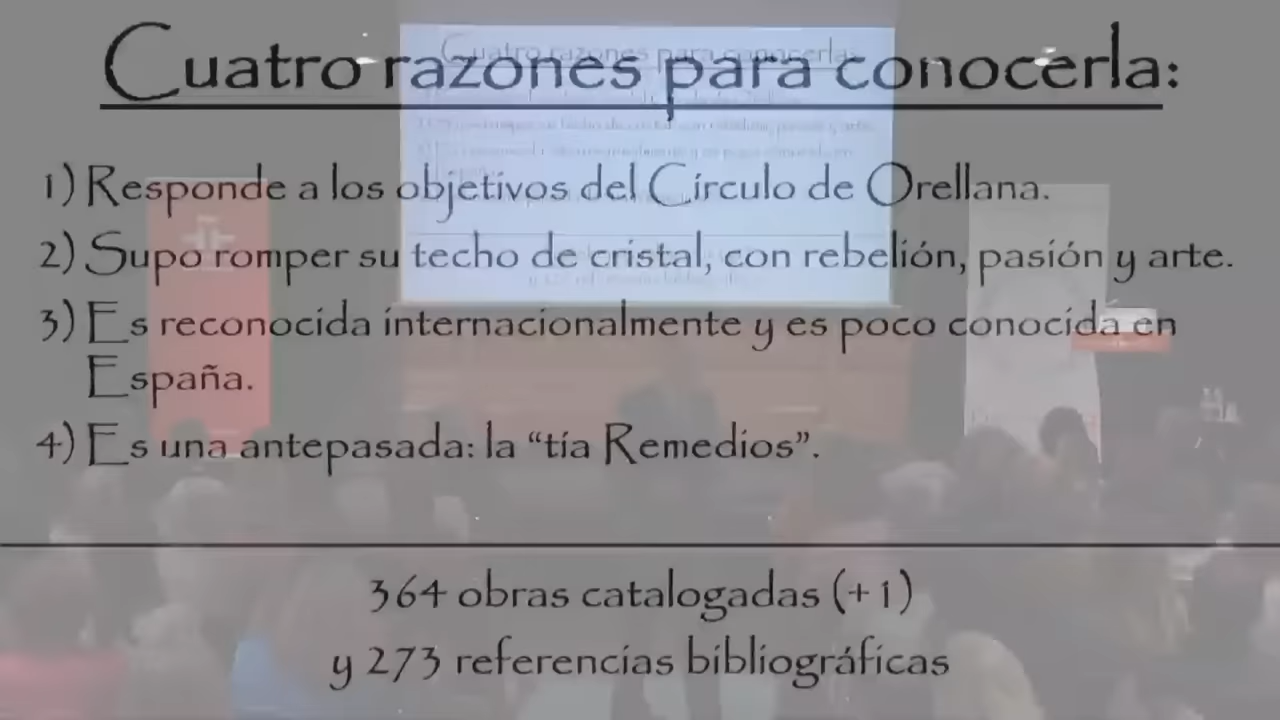 Cuatro razones para conocerla:
1) Responde a los objetivos del Círculo de Orellana.
2) Supo romper su techo de cristal, con rebelión, pasión y arte.
3) Es reconocida internacionalmente y es poco conocida en
España.
4) Es una antepasada: la “tía Remedios”.
364 obras catalogadas (+1)
y 273 referencias bibliográficas